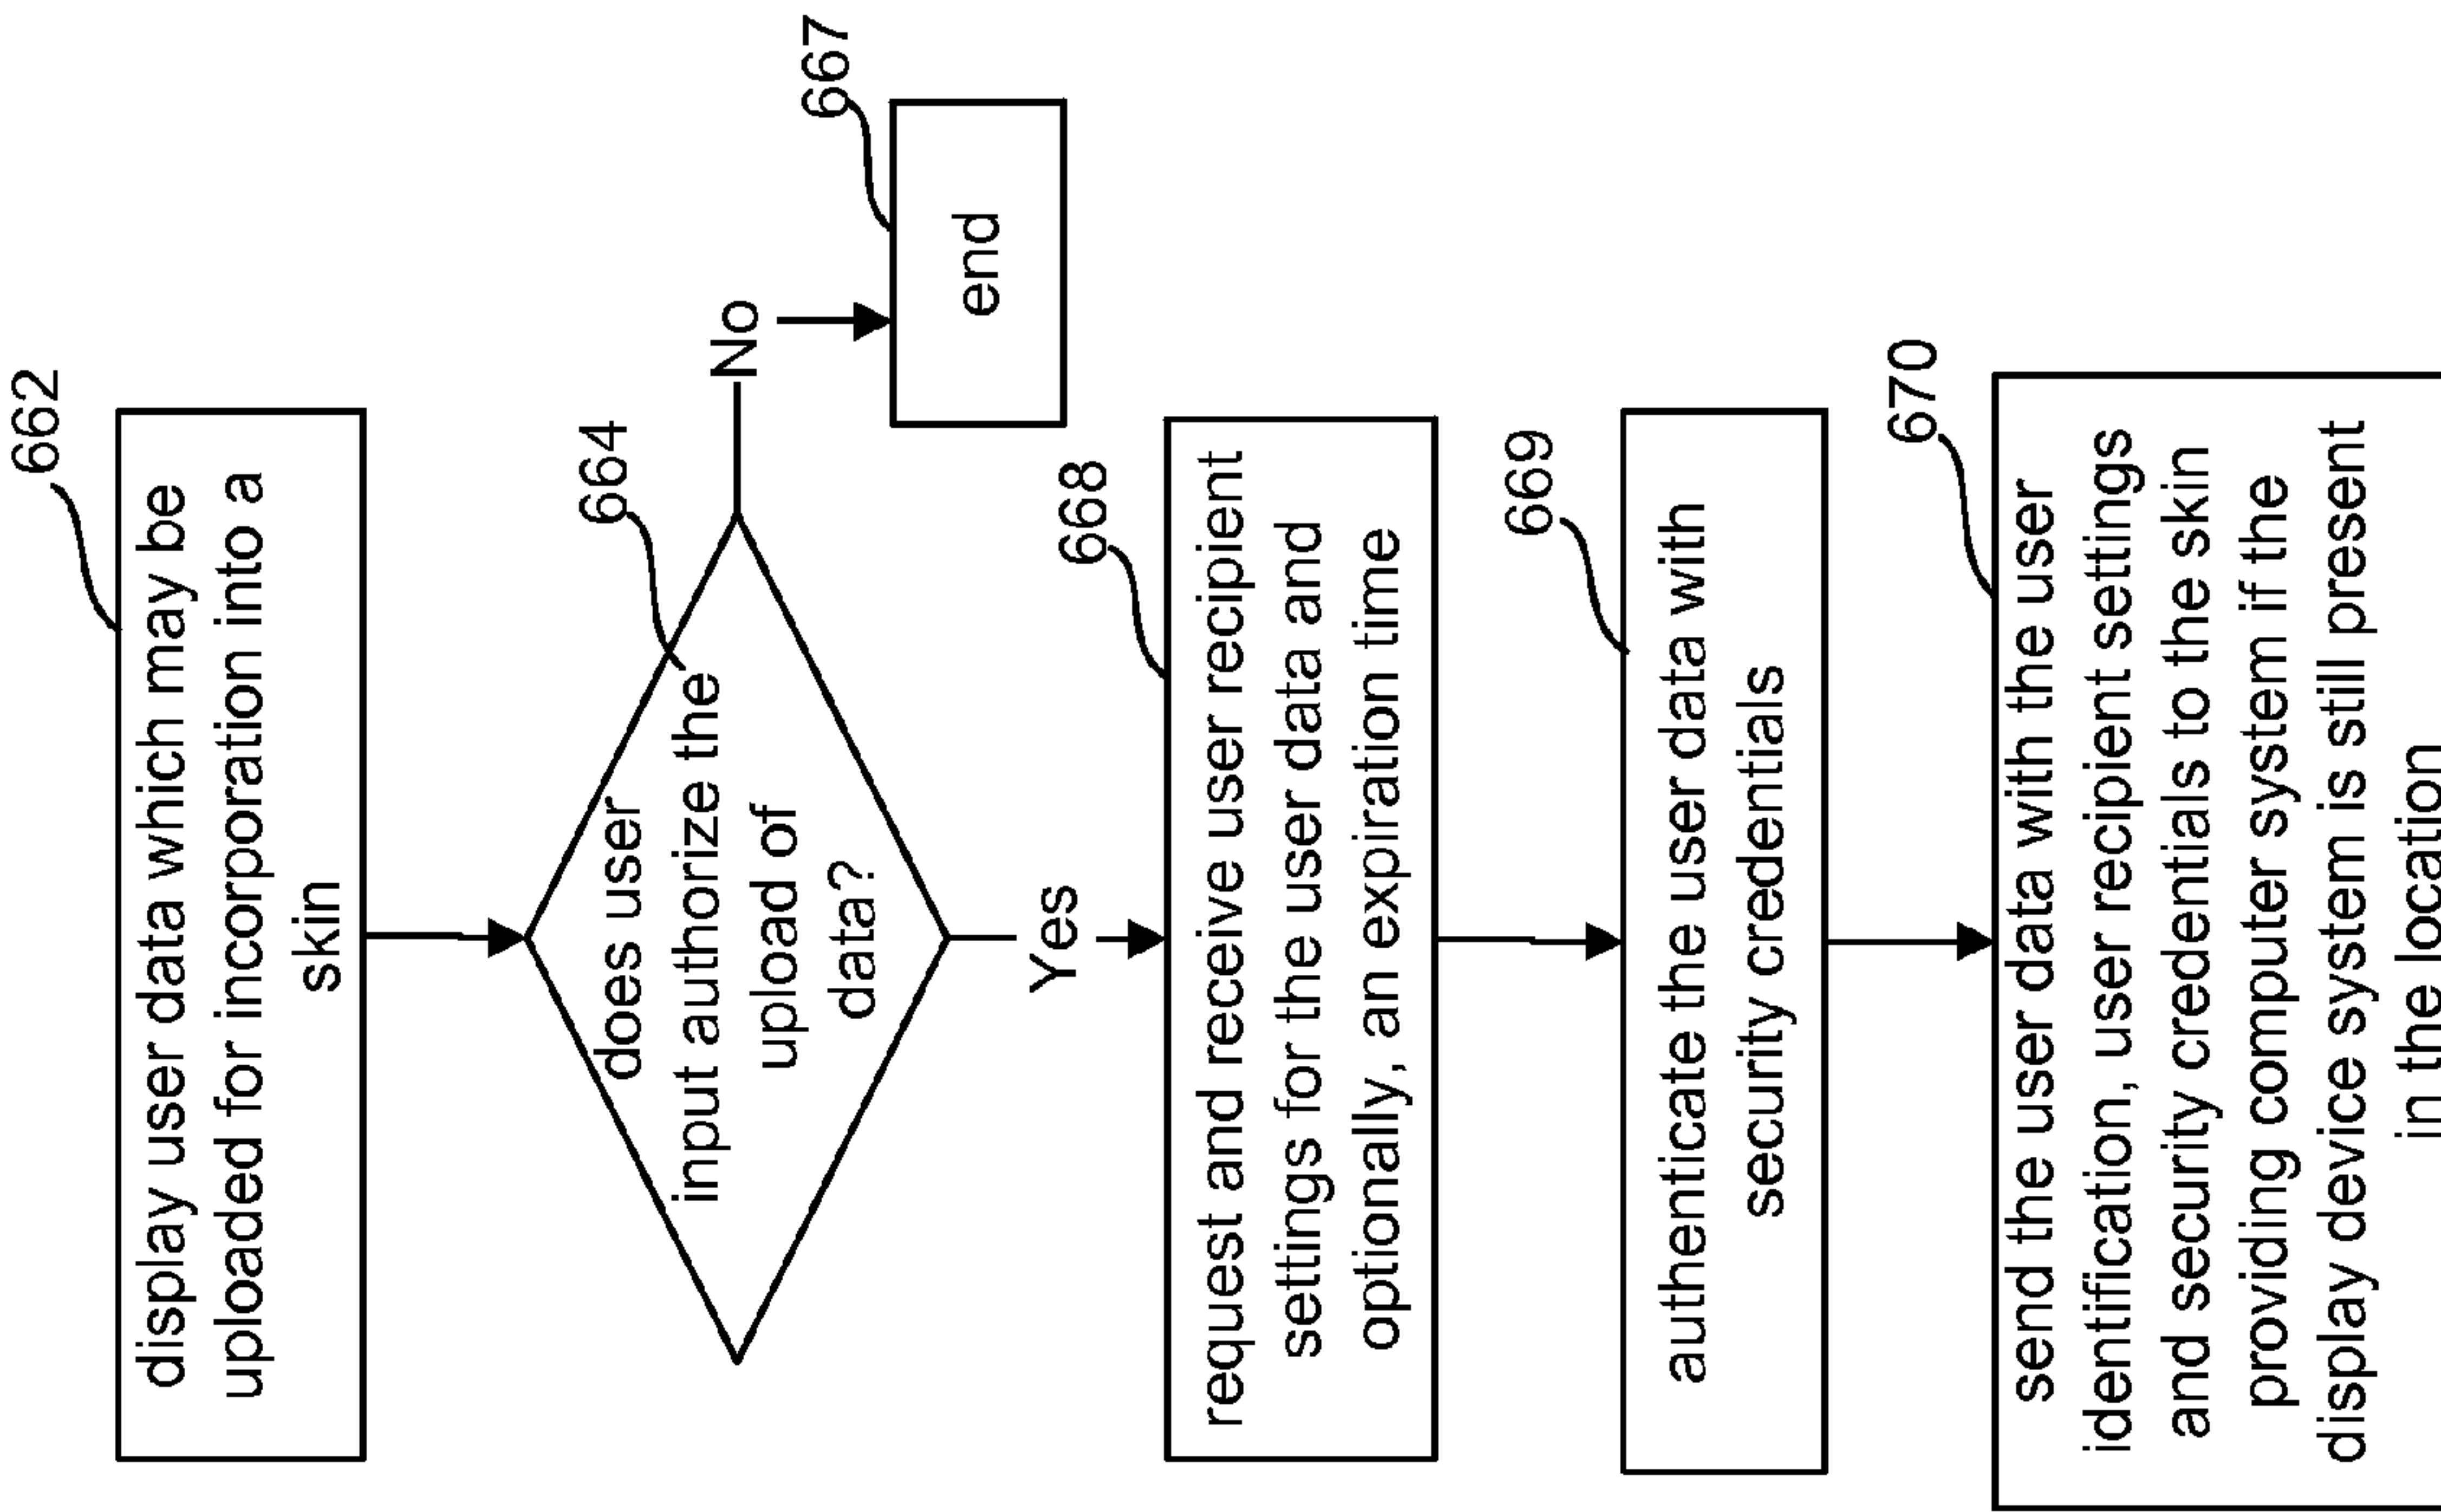 662
display user data which may be
uploaded for incorporation into a
skin
664
does user
input authorize the
upload of
data?
No
667
end
Yes
668
request and receive user recipient
settings for the user data and
optionally, an expiration time
669
authenticate the user data with
security credentials
670
send the user data with the user
identification, user recipient settings
and security credentials to the skin
providing computer system if the
display device system is still present
in the location